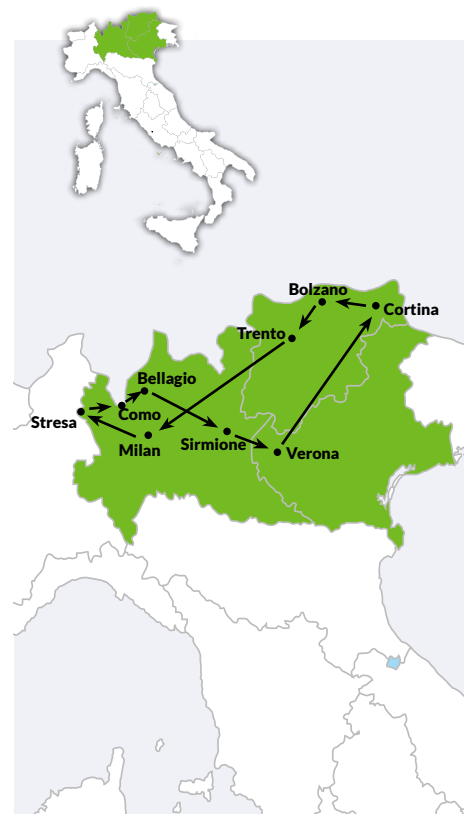 Bolzano
Cortina
Trento
Bellagio
Como
Stresa
Milan
Sirmione
Verona